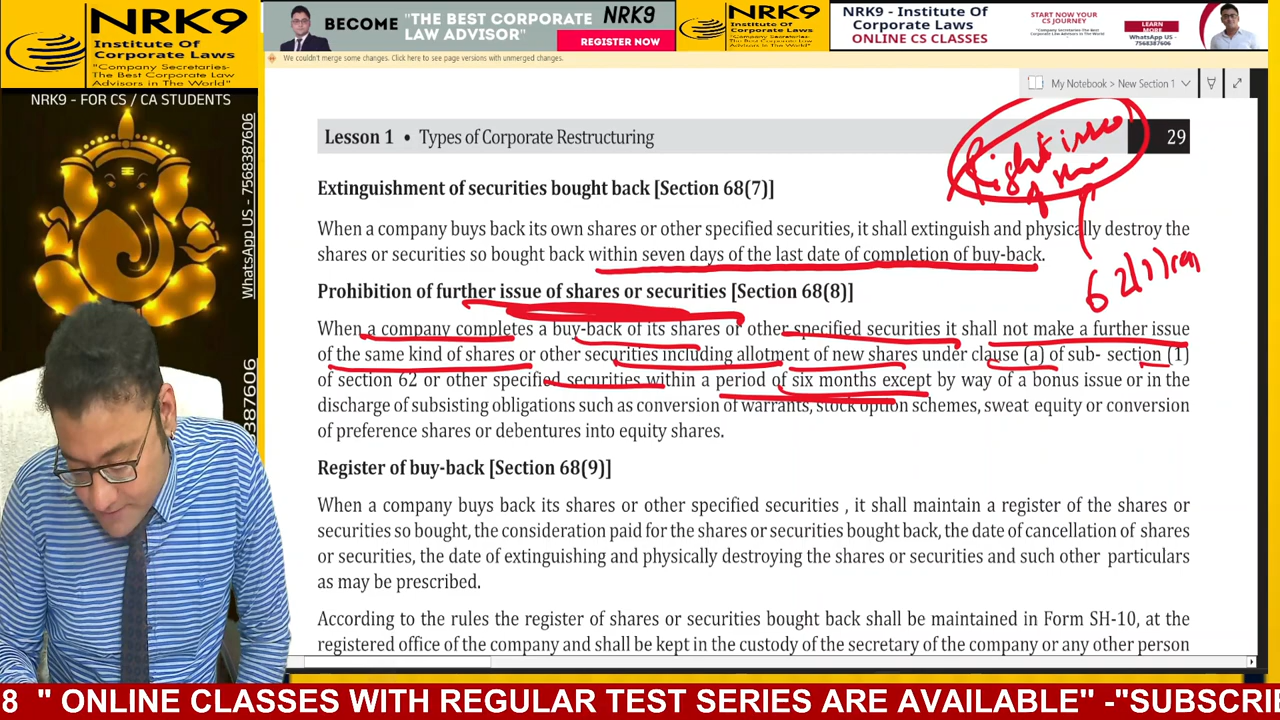 NRK9
Institute Of
Corporate Laws
"Company Secretaries-
The Best Corporate Law
Advisors in The World"
NRK9 - FOR CS / CA STUDENTS
WhatsApp US - 7568387606
387606
BECOME "THE BEST CORPORATE
LAW ADVISOR"
NRK9
REGISTER NOW
NRK9
Institute Of
Corporate Laws
NRK9 - Institute Of
Corporate Laws
ONLINE CS CLASSES
START NOW YOUR
CS JOURNEY
LEARN
MORE
WhatsApp US -
7568387606
We couldn't merge some changes. Click here to see page versions with unmerged changes.
My Notebook > New Section 1
Lesson 1 • Types of Corporate Restructuring
29
Right issue
Extinguishment of securities bought back [Section 68(7)]
When a company buys back its own shares or other specified securities, it shall extinguish and physically destroy the
shares or securities so bought back within seven days of the last date of completion of buy-back.
Prohibition of further issue of shares or securities [Section 68(8)]
62(1)(a)
When a company completes a buy-back of its shares or other specified securities it shall not make a further issue
of the same kind of shares or other securities including allotment of new shares under clause (a) of sub- section (1)
of section 62 or other specified securities within a period of six months except by way of a bonus issue or in the
discharge of subsisting obligations such as conversion of warrants, stock option schemes, sweat equity or conversion
of preference shares or debentures into equity shares.
Register of buy-back [Section 68(9)]
When a company buys back its shares or other specified securities , it shall maintain a register of the shares or
securities so bought, the consideration paid for the shares or securities bought back, the date of cancellation of shares
or securities, the date of extinguishing and physically destroying the shares or securities and such other particulars
as may be prescribed.
According to the rules the register of shares or securities bought back shall be maintained in Form SH-10, at the
registered office of the company and shall be kept in the custody of the secretary of the company or any other person
8 " ONLINE CLASSES WITH REGULAR TEST SERIES ARE AVAILABLE" -"SUBSCRI